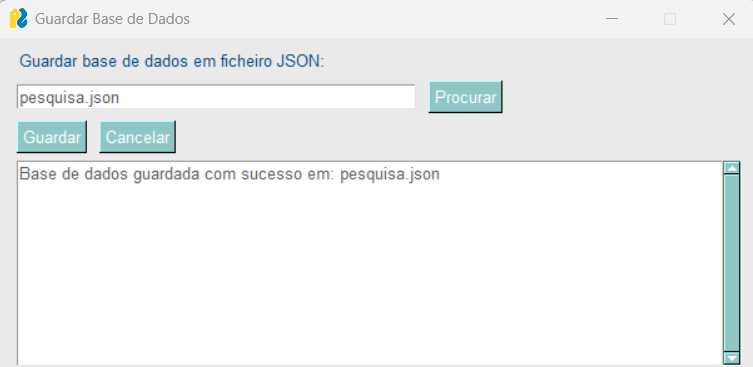 Guardar Base de Dados
Guardar base de dados em ficheiro JSON:
pesquisa.json
Procurar
Guardar
Cancelar
Base de dados guardada com sucesso em: pesquisa.json